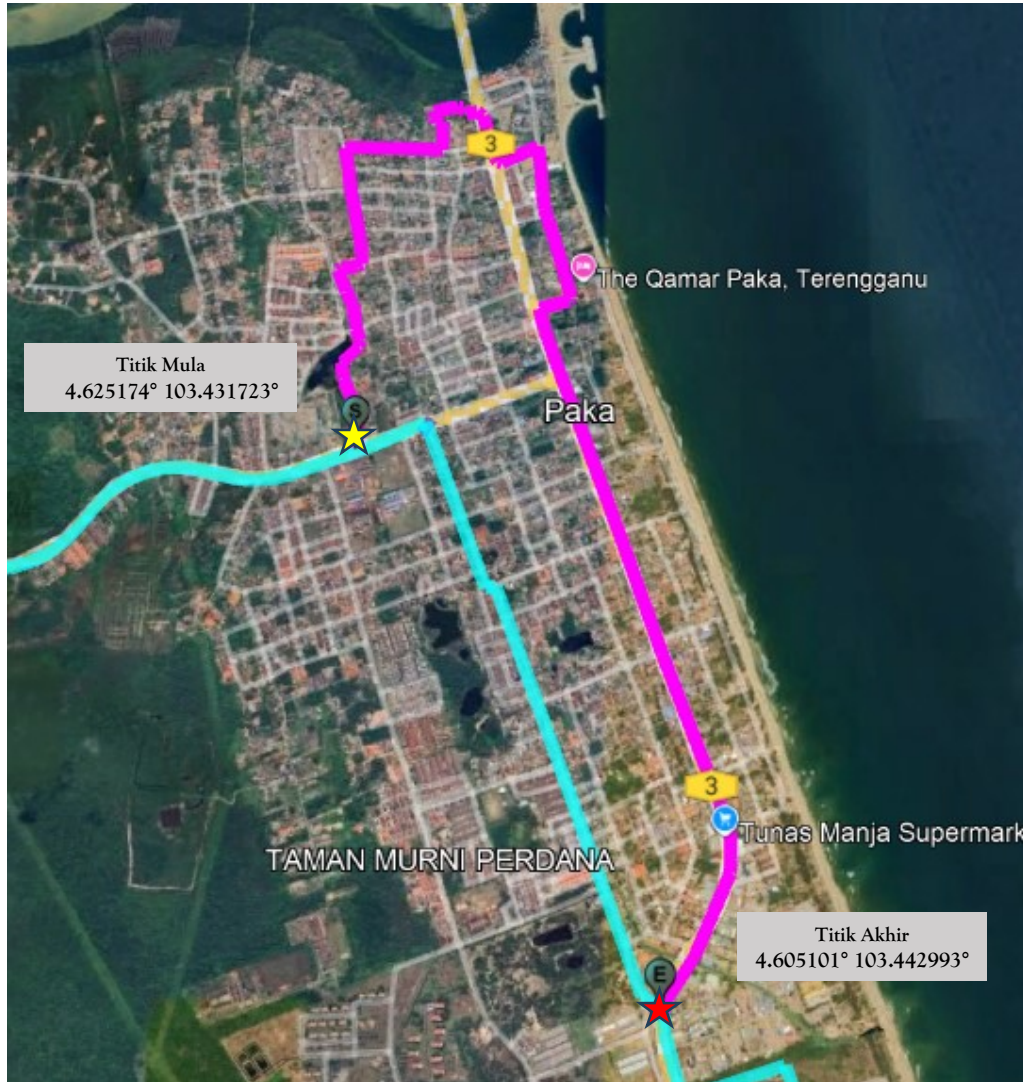 3
The Qamar Paka, Terengganu
Titik Mula
4.625174° 103.431723°
S
Paka
3
Tunas Manja Supermark
TAMAN MURNI PERDANA
Titik Akhir
4.605101° 103.442993°
E